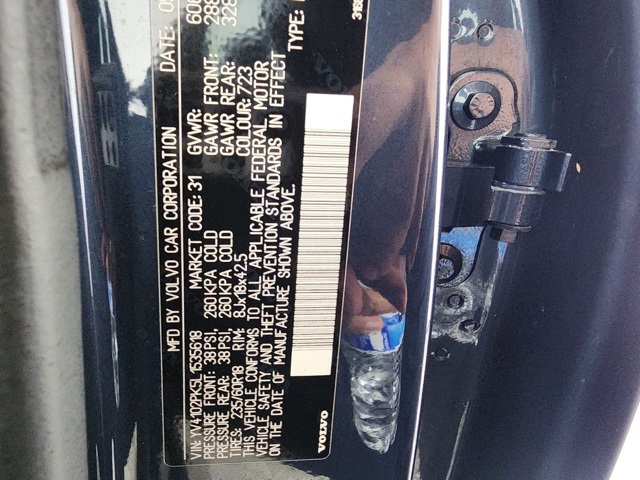 MFD BY VOLVO CAR CORPORATION DATE:
VIN: YV4102PK5L1535818 MARKET CODE: 31 GVWR:
PRESSURE FRONT: 38PSI, 260KPA COLD GAWR FRONT:
PRESSURE REAR: 38PSI, 260KPA COLD GAWR REAR:
TIRES: 235/60R18 RIM: 8Jx18x42.5 COLOUR: 723
THIS VEHICLE CONFORMS TO ALL APPLICABLE FEDERAL MOTOR
VEHICLE SAFETY AND THEFT PREVENTION STANDARDS IN EFFECT
ON THE DATE OF MANUFACTURE SHOWN ABOVE. TYPE:
VOLVO